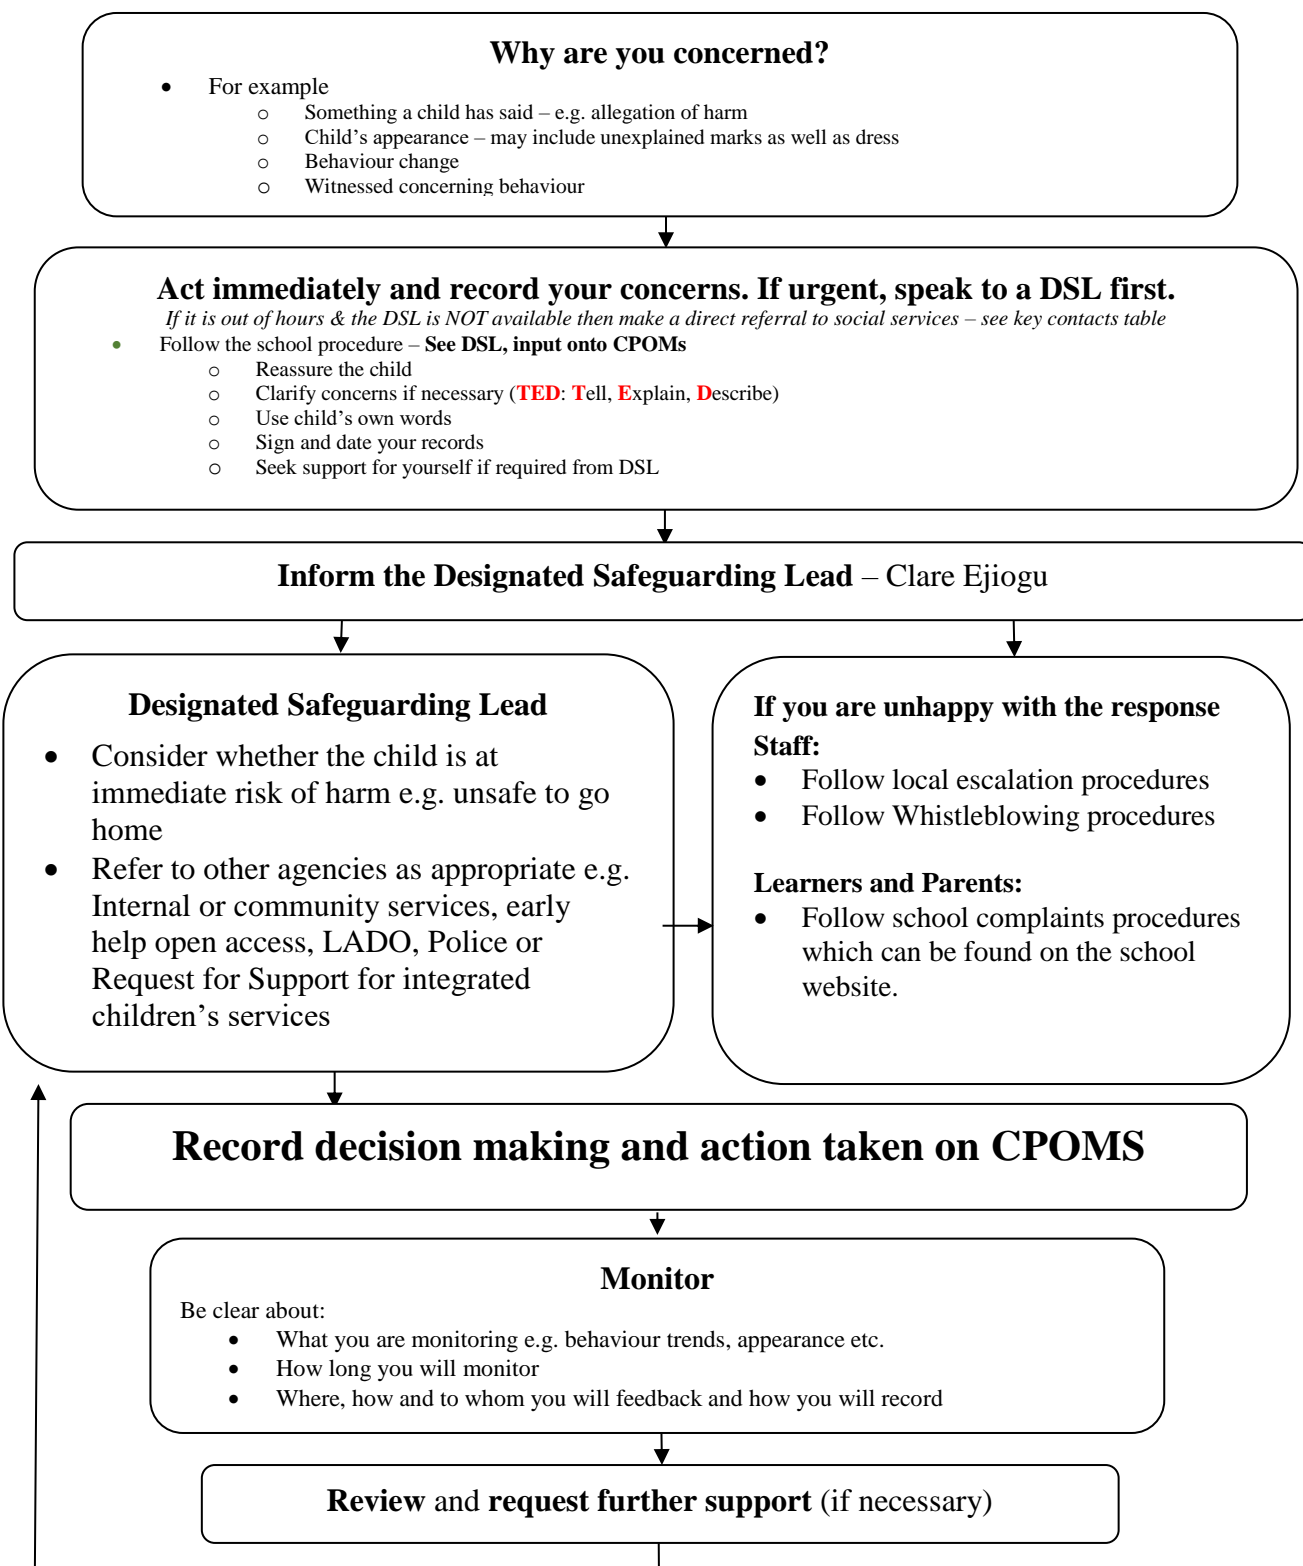 Why are you concerned?
• For example
o Something a child has said – e.g. allegation of harm
o Child’s appearance – may include unexplained marks as well as dress
o Behaviour change
o Witnessed concerning behaviour
Act immediately and record your concerns. If urgent, speak to a DSL first.
If it is out of hours & the DSL is NOT available then make a direct referral to social services – see key contacts table
• Follow the school procedure – See DSL, input onto CPOMs
o Reassure the child
o Clarify concerns if necessary (TED: Tell, Explain, Describe)
o Use child’s own words
o Sign and date your records
o Seek support for yourself if required from DSL
Inform the Designated Safeguarding Lead – Clare Ejiogu
Designated Safeguarding Lead
• Consider whether the child is at
immediate risk of harm e.g. unsafe to go
home
• Refer to other agencies as appropriate e.g.
Internal or community services, early
help open access, LADO, Police or
Request for Support for integrated
children’s services
If you are unhappy with the response
Staff:
• Follow local escalation procedures
• Follow Whistleblowing procedures
Learners and Parents:
• Follow school complaints procedures
which can be found on the school
website.
Record decision making and action taken on CPOMS
Monitor
Be clear about:
• What you are monitoring e.g. behaviour trends, appearance etc.
• How long you will monitor
• Where, how and to whom you will feedback and how you will record
Review and request further support (if necessary)